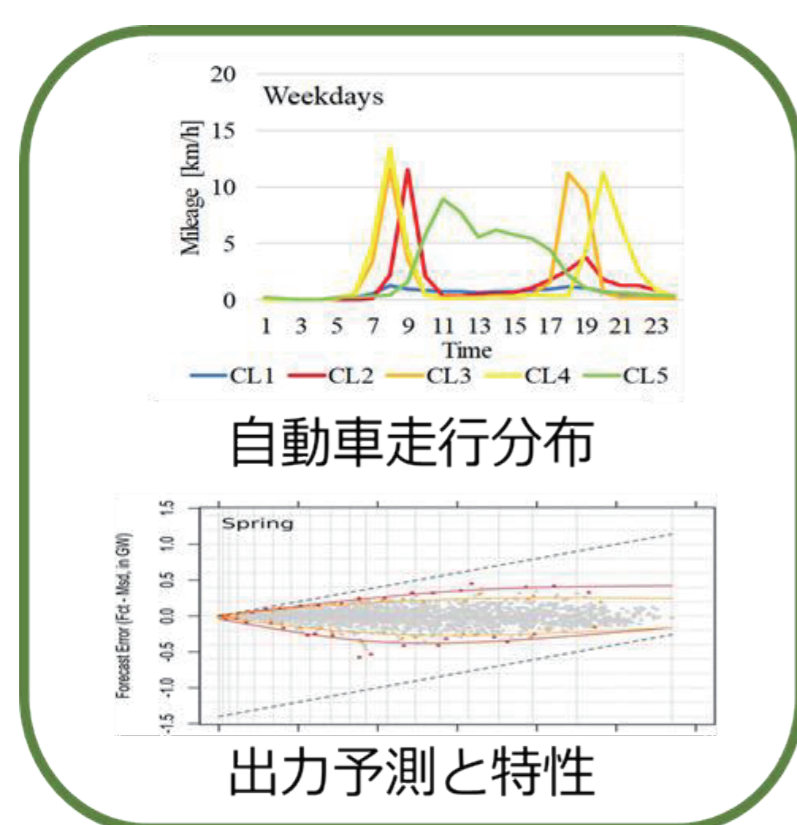 20
Weekdays
15
10
5
0
Mileage [km/h]
1 3 5 7 9 11 13 15 17 19 21 23
Time
CL1 CL2 CL3 CL4 CL5
自動車走行分布
1.5
Spring
1.0
0.5
0.0
-0.5
-1.0
-1.5
Forecast Error (Fct - Msd, in GW)
出力予測と特性